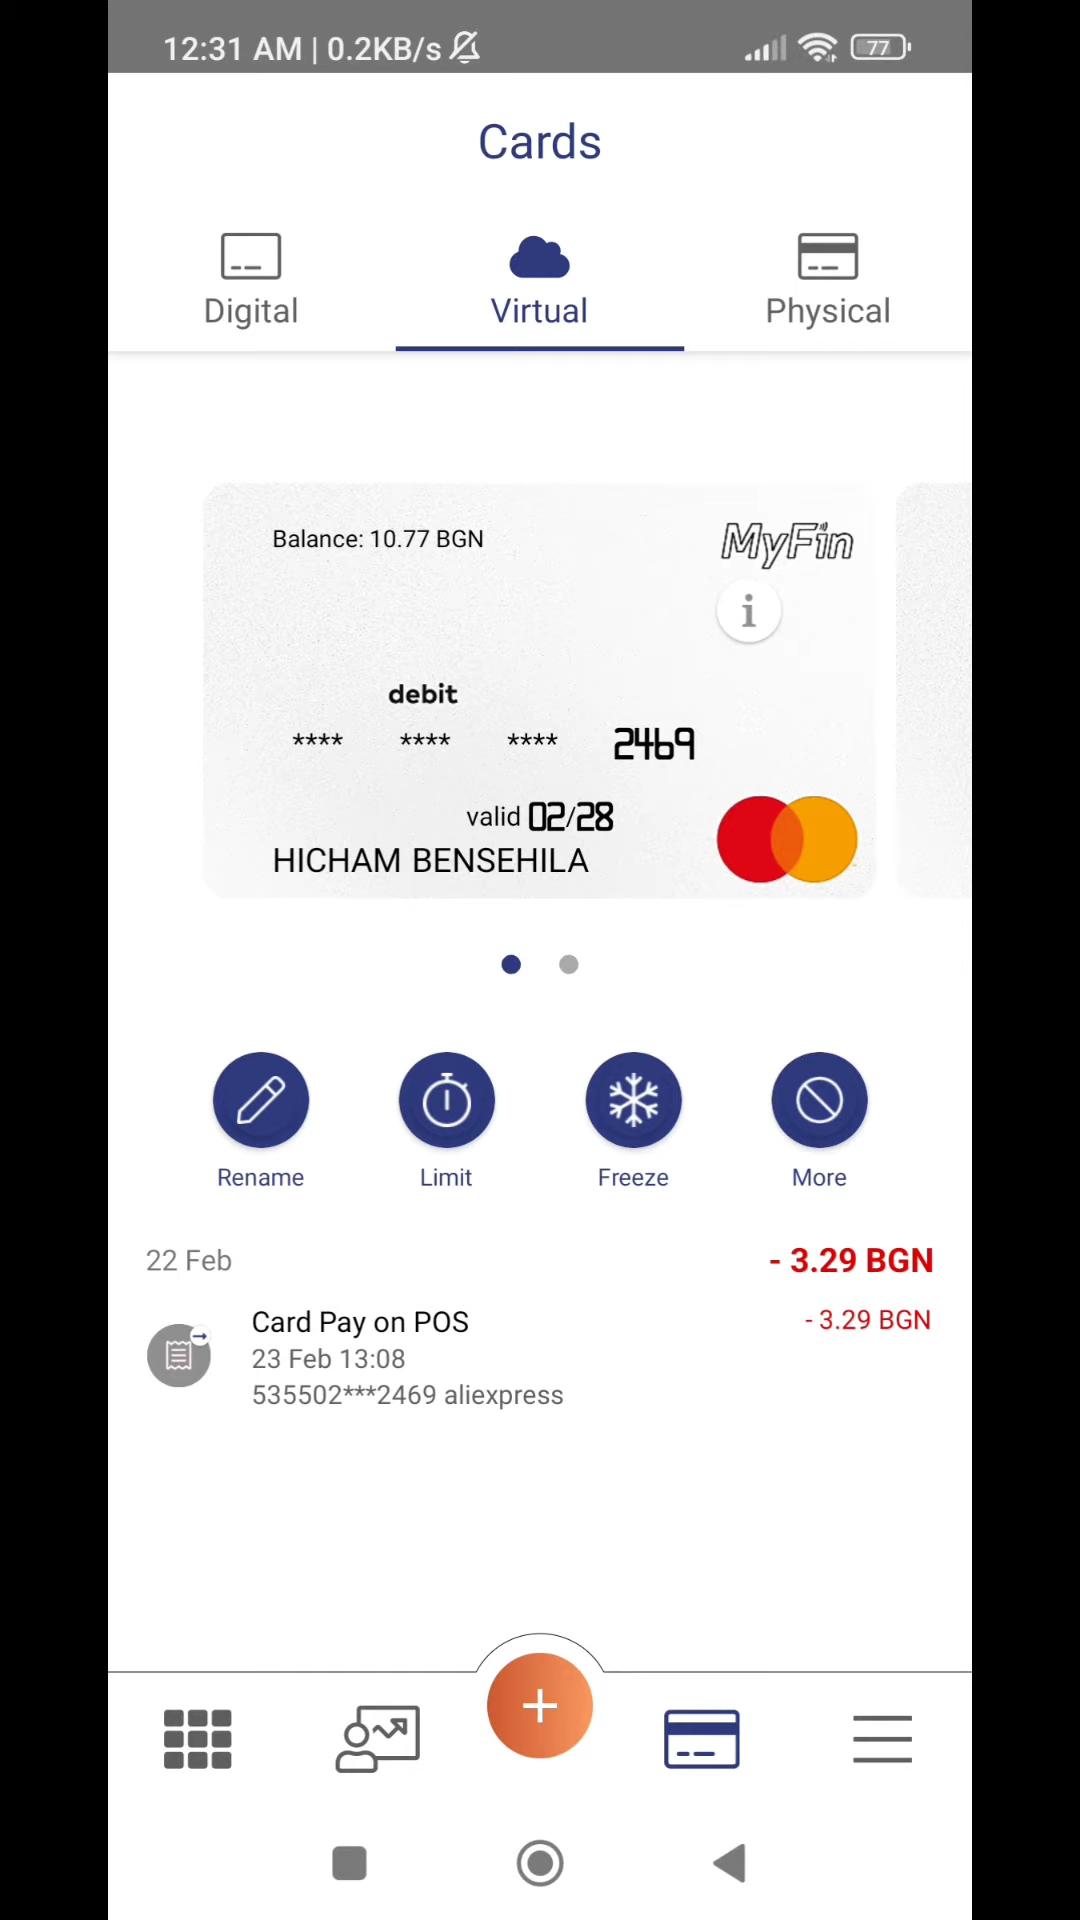 12:31 AM | 0.2KB/s
77
Cards
Digital
Virtual
Physical
Balance: 10.77 BGN
MyFin
i
debit
**** **** **** 2469
valid 02/28
HICHAM BENSEHILA
Rename
Limit
Freeze
More
22 Feb
- 3.29 BGN
Card Pay on POS
- 3.29 BGN
23 Feb 13:08
535502***2469 aliexpress